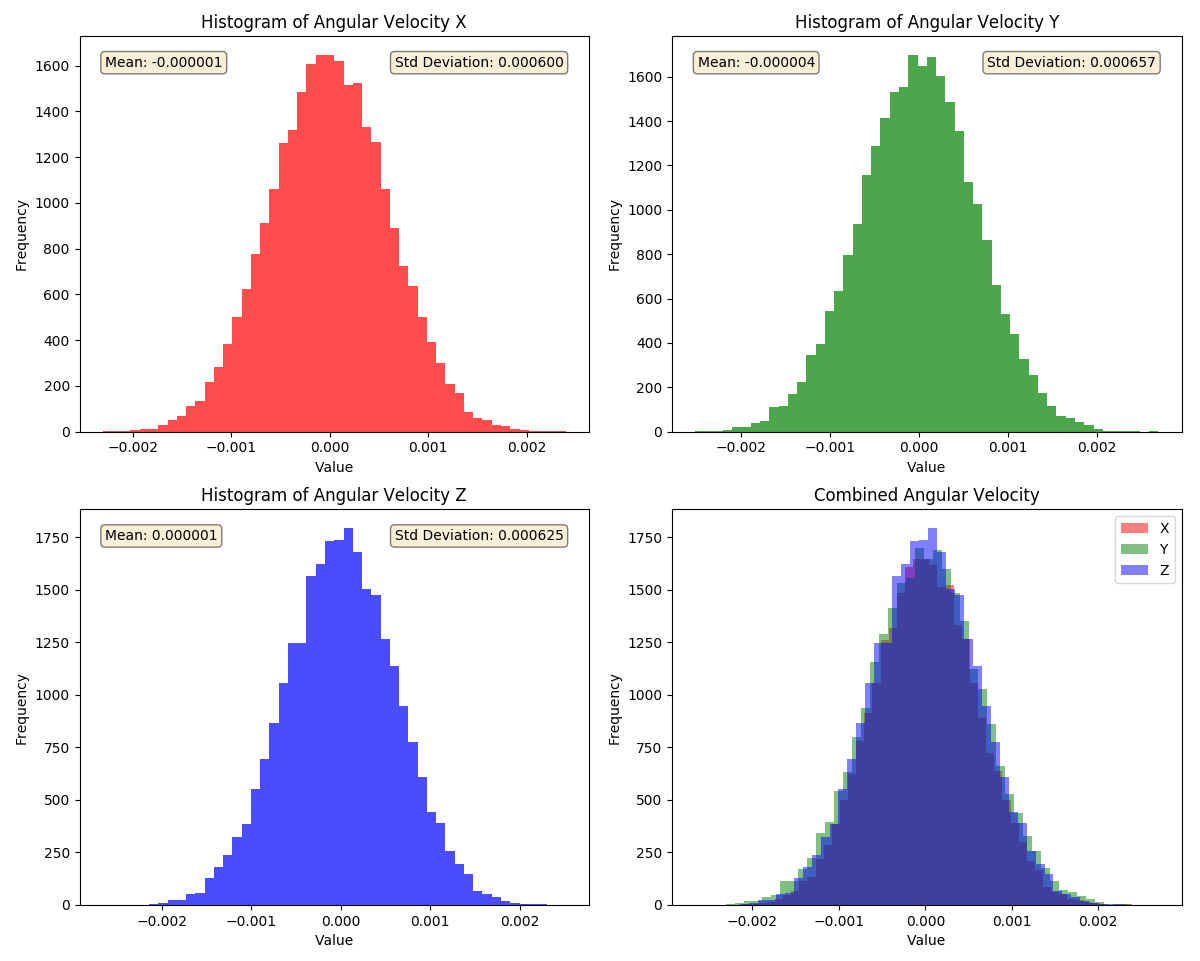 Histogram of Angular Velocity X
Mean: -0.000001
Std Deviation: 0.000600
1600
1400
1200
1000
800
600
400
200
0
Frequency
−0.002 −0.001 0.000 0.001 0.002
Value
Histogram of Angular Velocity Y
Mean: -0.000004
Std Deviation: 0.000657
1600
1400
1200
1000
800
600
400
200
0
Frequency
−0.002 −0.001 0.000 0.001 0.002
Value
Histogram of Angular Velocity Z
Mean: 0.000001
Std Deviation: 0.000625
1750
1500
1250
1000
750
500
250
0
Frequency
−0.002 −0.001 0.000 0.001 0.002
Value
Combined Angular Velocity
X
Y
Z
1750
1500
1250
1000
750
500
250
0
Frequency
−0.002 −0.001 0.000 0.001 0.002
Value